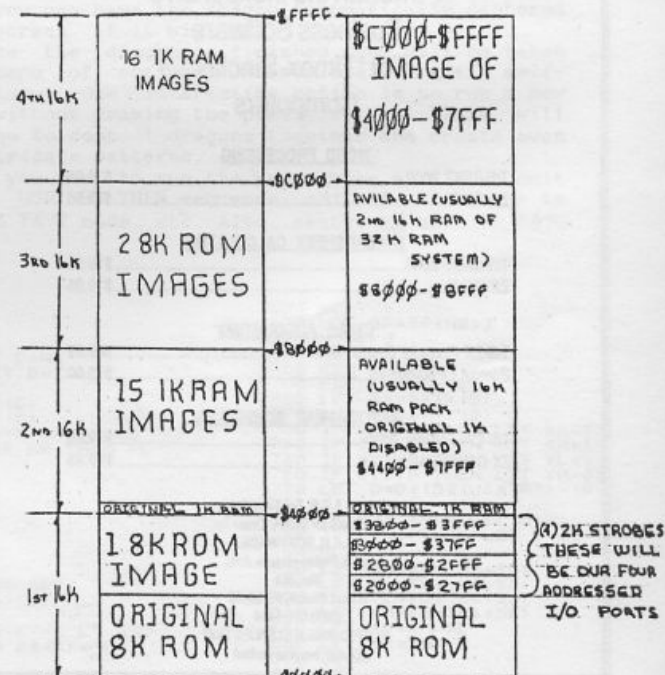 $FFFF
4TH 16K
16 1K RAM
IMAGES
$C000-$FFFF
IMAGE OF
$4000-$7FFF
$C000
3RD 16K
2 8K ROM
IMAGES
AVILABLE (USUALLY
2ND 16K RAM OF
32K RAM
SYSTEM)
$8000-$BFFF
$8000
2ND 16K
15 1K RAM
IMAGES
AVAILABLE
(USUALLY 16K
RAM PACK
ORIGINAL 1K
DISABLED)
$4400-$7FFF
ORIGINAL 1K RAM
$4000
ORIGINAL 1K RAM
1st 16K
1 8K ROM
IMAGE
$3800-$3FFF
$3000-$37FF
$2800-$2FFF
$2000-$27FF
(4) 2K STROBES
THESE WILL
BE OUR FOUR
ADDRESSED
I/O PORTS
ORIGINAL
8K ROM
ORIGINAL
8K ROM